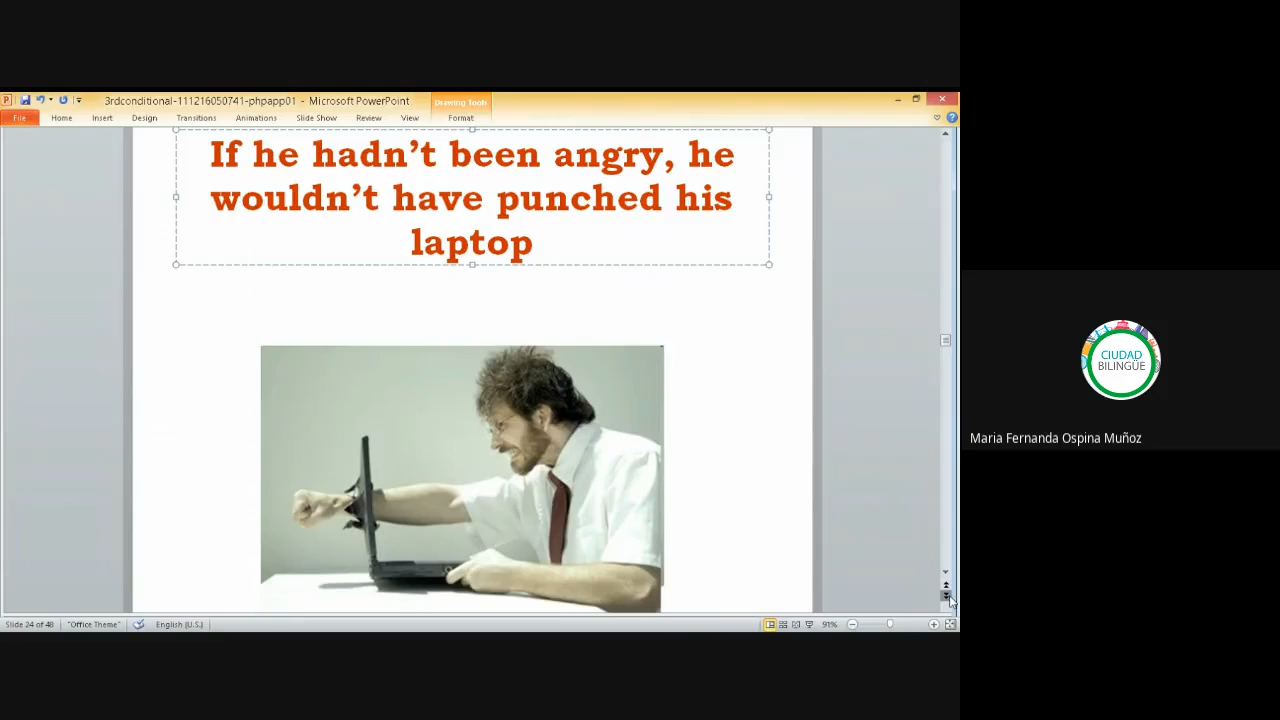 3rdconditional-111216050741-phpapp01 - Microsoft PowerPoint
Drawing Tools
File Home Insert Design Transitions Animations Slide Show Review View Format
If he hadn't been angry, he
wouldn't have punched his
laptop
CIUDAD
BILINGÜE
Maria Fernanda Ospina Muñoz
Slide 24 of 48 "Office Theme" English (U.S.) 91%